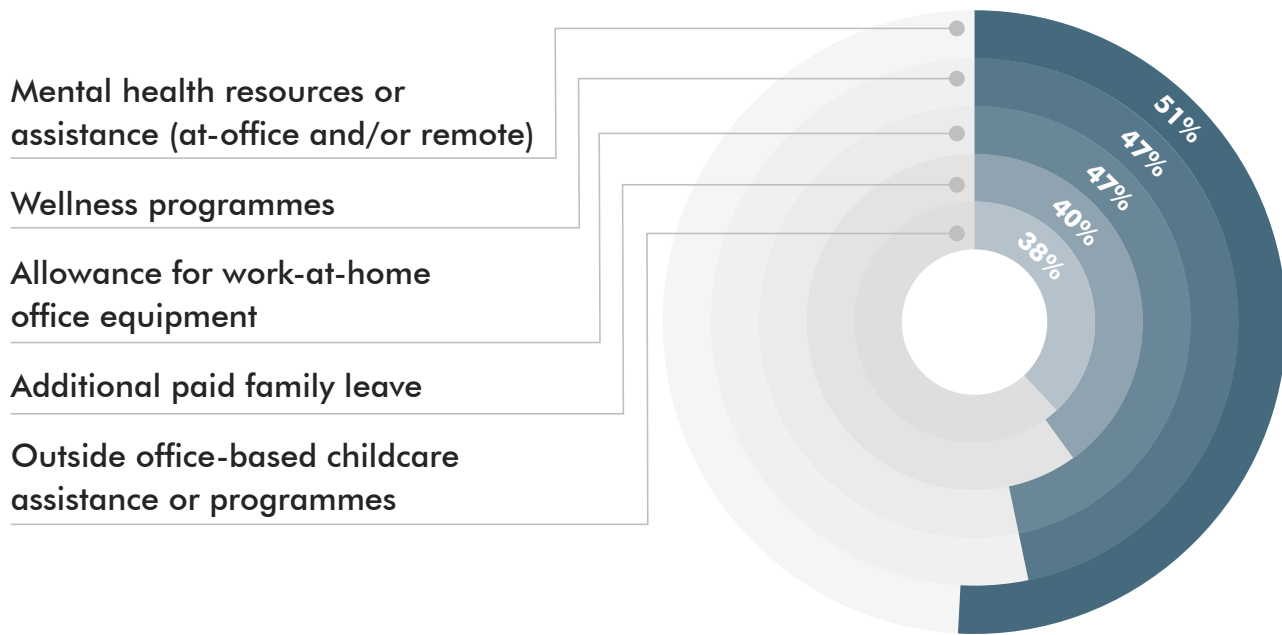 Mental health resources or
assistance (at-office and/or remote)
Wellness programmes
Allowance for work-at-home
office equipment
Additional paid family leave
Outside office-based childcare
assistance or programmes
51%
47%
47%
40%
38%